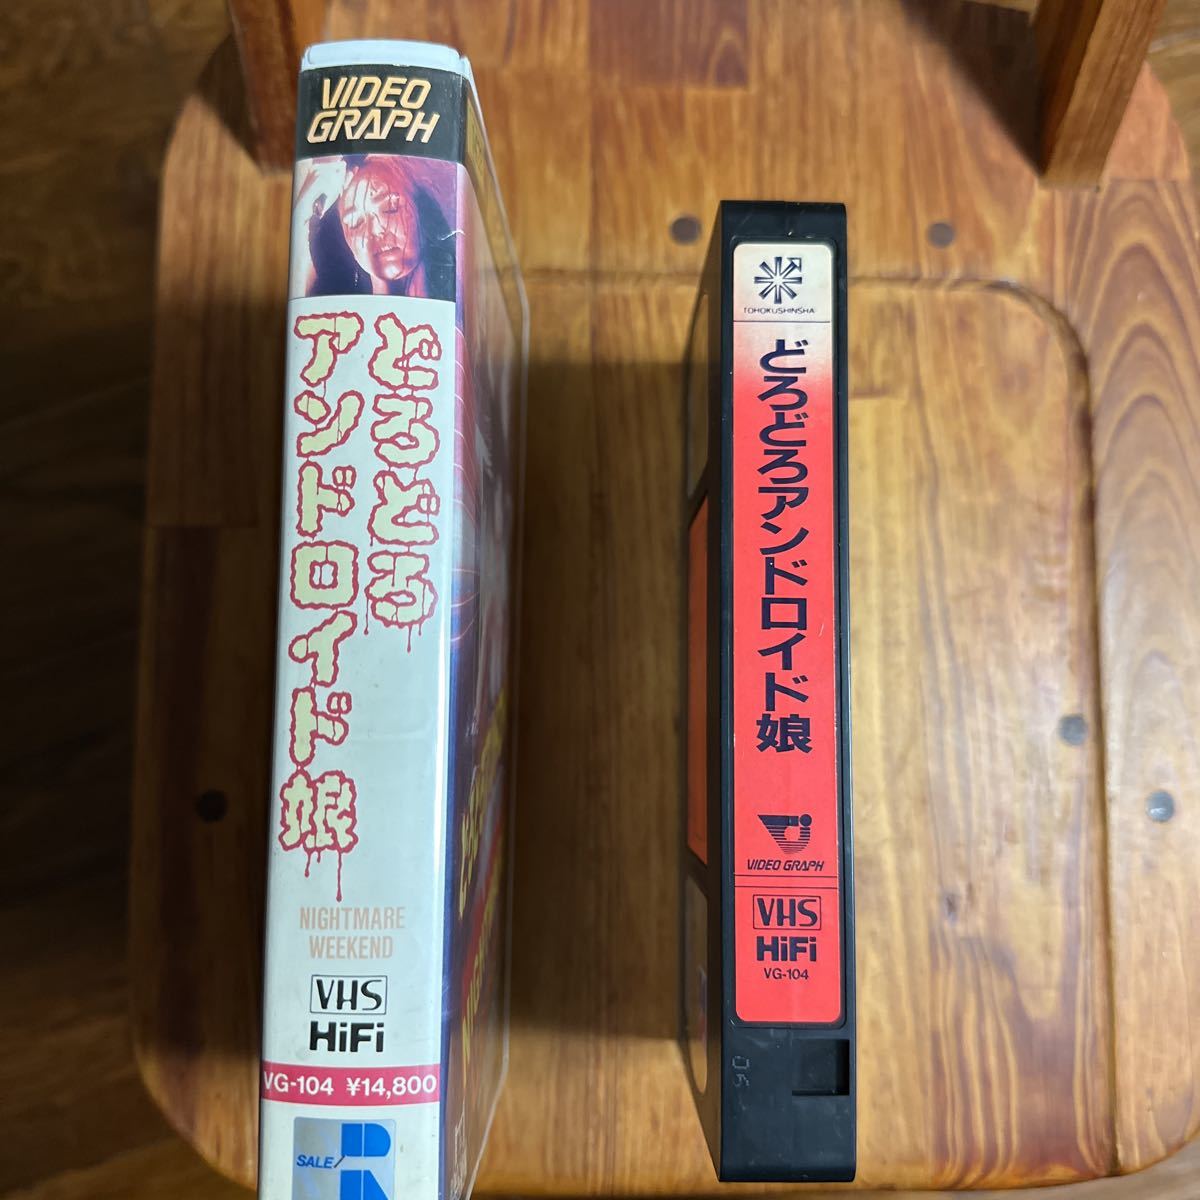 VIDEO
GRAPH
どろどろ
アンドロイド娘
NIGHTMARE
WEEKEND
VHS
HiFi
VG-104 ¥14,800
SALE/
TOHOKUSHINSHA
どろどろアンドロイド娘
VIDEO GRAPH
VHS
HiFi
VG-104
06